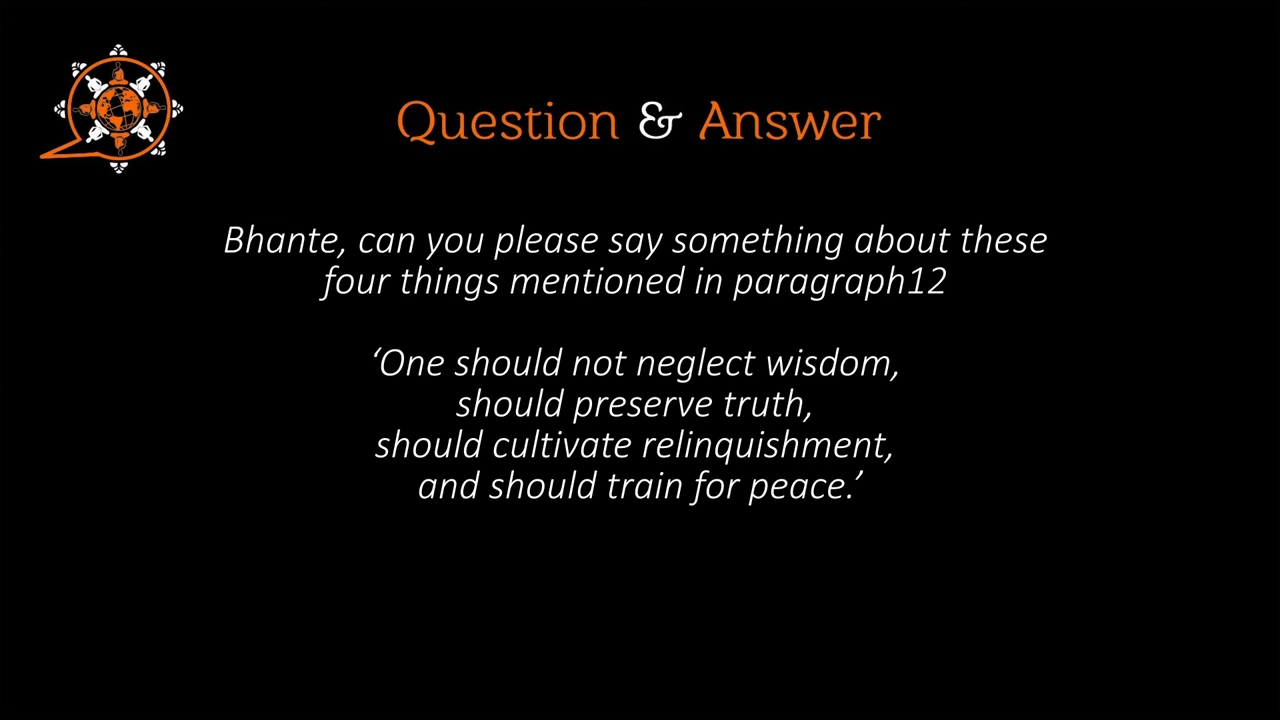 Question & Answer
Bhante, can you please say something about these
four things mentioned in paragraph12
‘One should not neglect wisdom,
should preserve truth,
should cultivate relinquishment,
and should train for peace.’